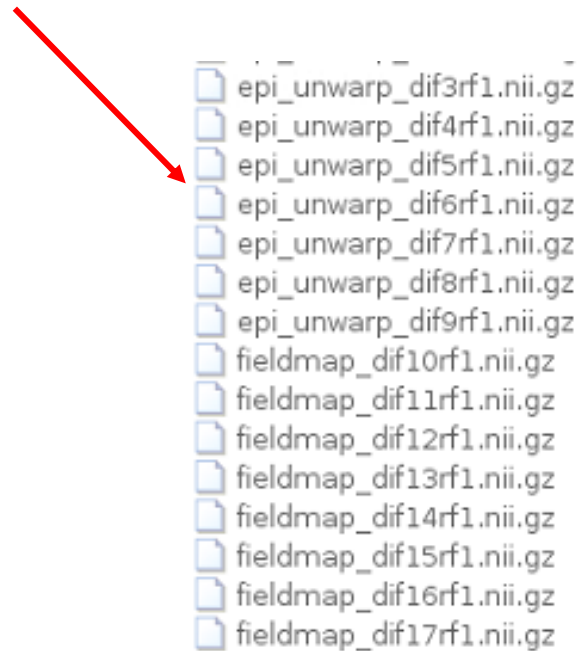 epi_unwarp_dif3rf1.nii.gz
epi_unwarp_dif4rf1.nii.gz
epi_unwarp_dif5rf1.nii.gz
epi_unwarp_dif6rf1.nii.gz
epi_unwarp_dif7rf1.nii.gz
epi_unwarp_dif8rf1.nii.gz
epi_unwarp_dif9rf1.nii.gz
fieldmap_dif10rf1.nii.gz
fieldmap_dif11rf1.nii.gz
fieldmap_dif12rf1.nii.gz
fieldmap_dif13rf1.nii.gz
fieldmap_dif14rf1.nii.gz
fieldmap_dif15rf1.nii.gz
fieldmap_dif16rf1.nii.gz
fieldmap_dif17rf1.nii.gz